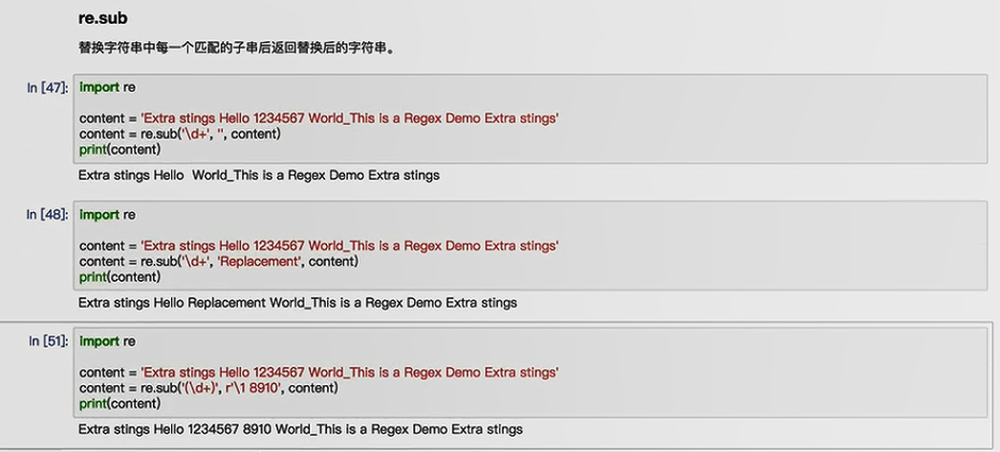 re.sub
替换字符串中每一个匹配的子串后返回替换后的字符串。
In [47]: import re
content = 'Extra stings Hello 1234567 World_This is a Regex Demo Extra stings'
content = re.sub('\d+', '', content)
print(content)
Extra stings Hello  World_This is a Regex Demo Extra stings
In [48]: import re
content = 'Extra stings Hello 1234567 World_This is a Regex Demo Extra stings'
content = re.sub('\d+', 'Replacement', content)
print(content)
Extra stings Hello Replacement World_This is a Regex Demo Extra stings
In [51]: import re
content = 'Extra stings Hello 1234567 World_This is a Regex Demo Extra stings'
content = re.sub('(\d+)', r'\1 8910', content)
print(content)
Extra stings Hello 1234567 8910 World_This is a Regex Demo Extra stings